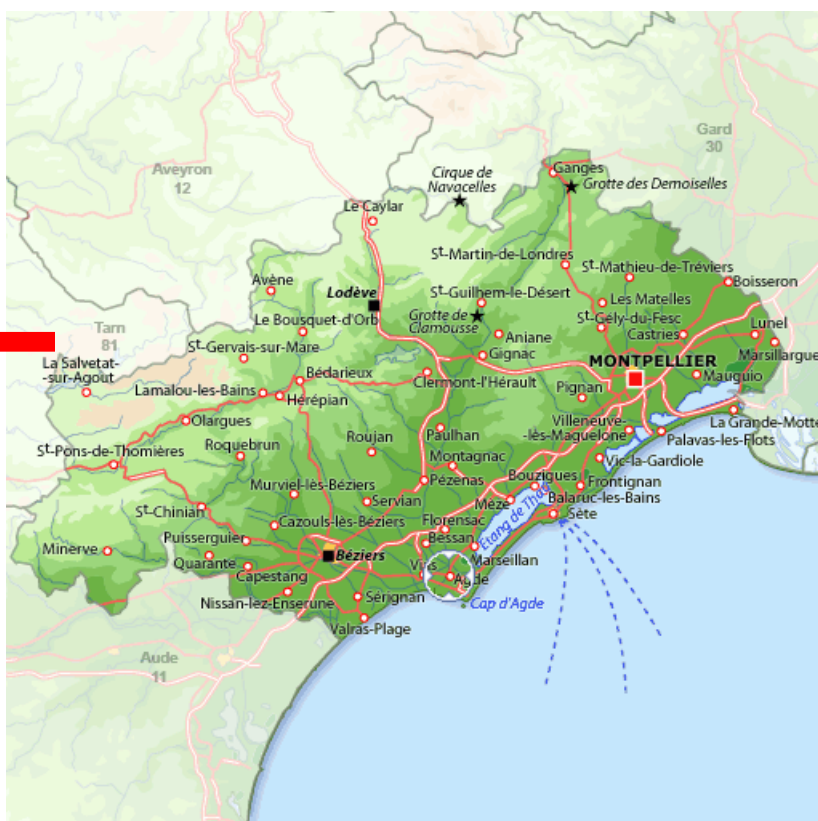 Gard
30
Aveyron
12
Cirque de
Navacelles
Ganges
Grotte des Demoiselles
Le Caylar
St-Martin-de-Londres
St-Mathieu-de-Tréviers
Avène
Boisseron
Lodève
St-Guilhem-le-Désert
Les Matelles
Le Bousquet-d'Orb
Grotte de
Clamousse
St-Gély-du-Fesc
Tarn
81
Aniane
Castries
Lunel
St-Gervais-sur-Mare
Gignac
Marsillargue
La Salvetat-
-sur-Agout
MONTPELLIER
Bédarieux
Clermont-l'Hérault
Mauguio
Lamalou-les-Bains
Pignan
Hérépian
Olargues
Villeneuve-
-lès-Maguelone
La Grande-Motte
Paulhan
Roujan
Palavas-les-Flots
St-Pons-de-Thomières
Roquebrun
Montagnac
Vic-la-Gardiole
Bouzigues
Murviel-lès-Béziers
Pézenas
Frontignan
Servian
Mèze
Balaruc-les-Bains
St-Chinian
Sète
Cazouls-lès-Béziers
Florensac
Etang de Thau
Puisserguier
Bessan
Minerve
Béziers
Quarante
Marseillan
Vias
Capestang
Agde
Nissan-lez-Enserune
Sérignan
Cap d'Agde
Valras-Plage
Aude
11